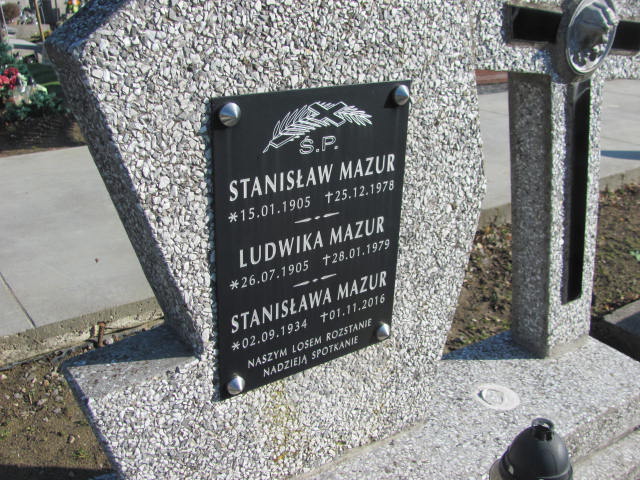 Ś.P.
STANISŁAW MAZUR
*15.01.1905 †25.12.1978
LUDWIKA MAZUR
*26.07.1905 †28.01.1979
STANISŁAWA MAZUR
*02.09.1934 †01.11.2016
NASZYM LOSEM ROZSTANIE
NADZIEJĄ SPOTKANIE